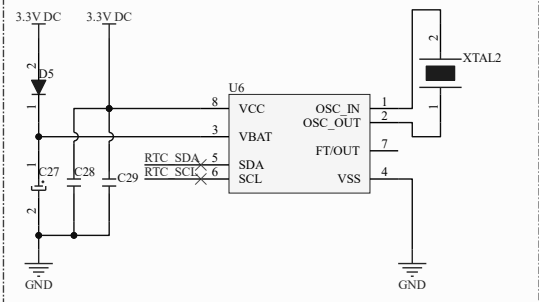 3.3V DC
3.3V DC
2
D5
1
1
C27
2
C28
C29
U6
8
VCC
3
VBAT
RTC_SDA
5
SDA
RTC_SCL
6
SCL
OSC_IN
1
OSC_OUT
2
FT/OUT
7
VSS
4
2
XTAL2
1
GND
GND